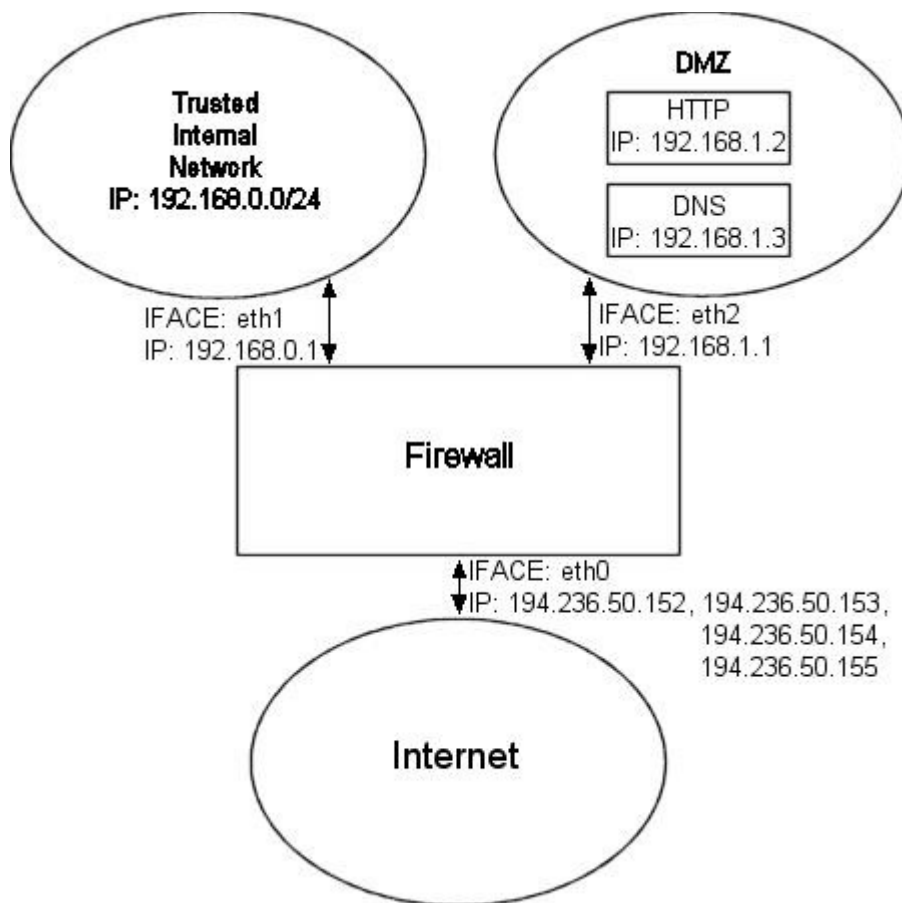 Trusted
Internal
Network
IP: 192.168.0.0/24
DMZ
HTTP
IP: 192.168.1.2
DNS
IP: 192.168.1.3
IFACE: eth1
IP: 192.168.0.1
IFACE: eth2
IP: 192.168.1.1
Firewall
IFACE: eth0
IP: 194.236.50.152, 194.236.50.153,
194.236.50.154,
194.236.50.155
Internet